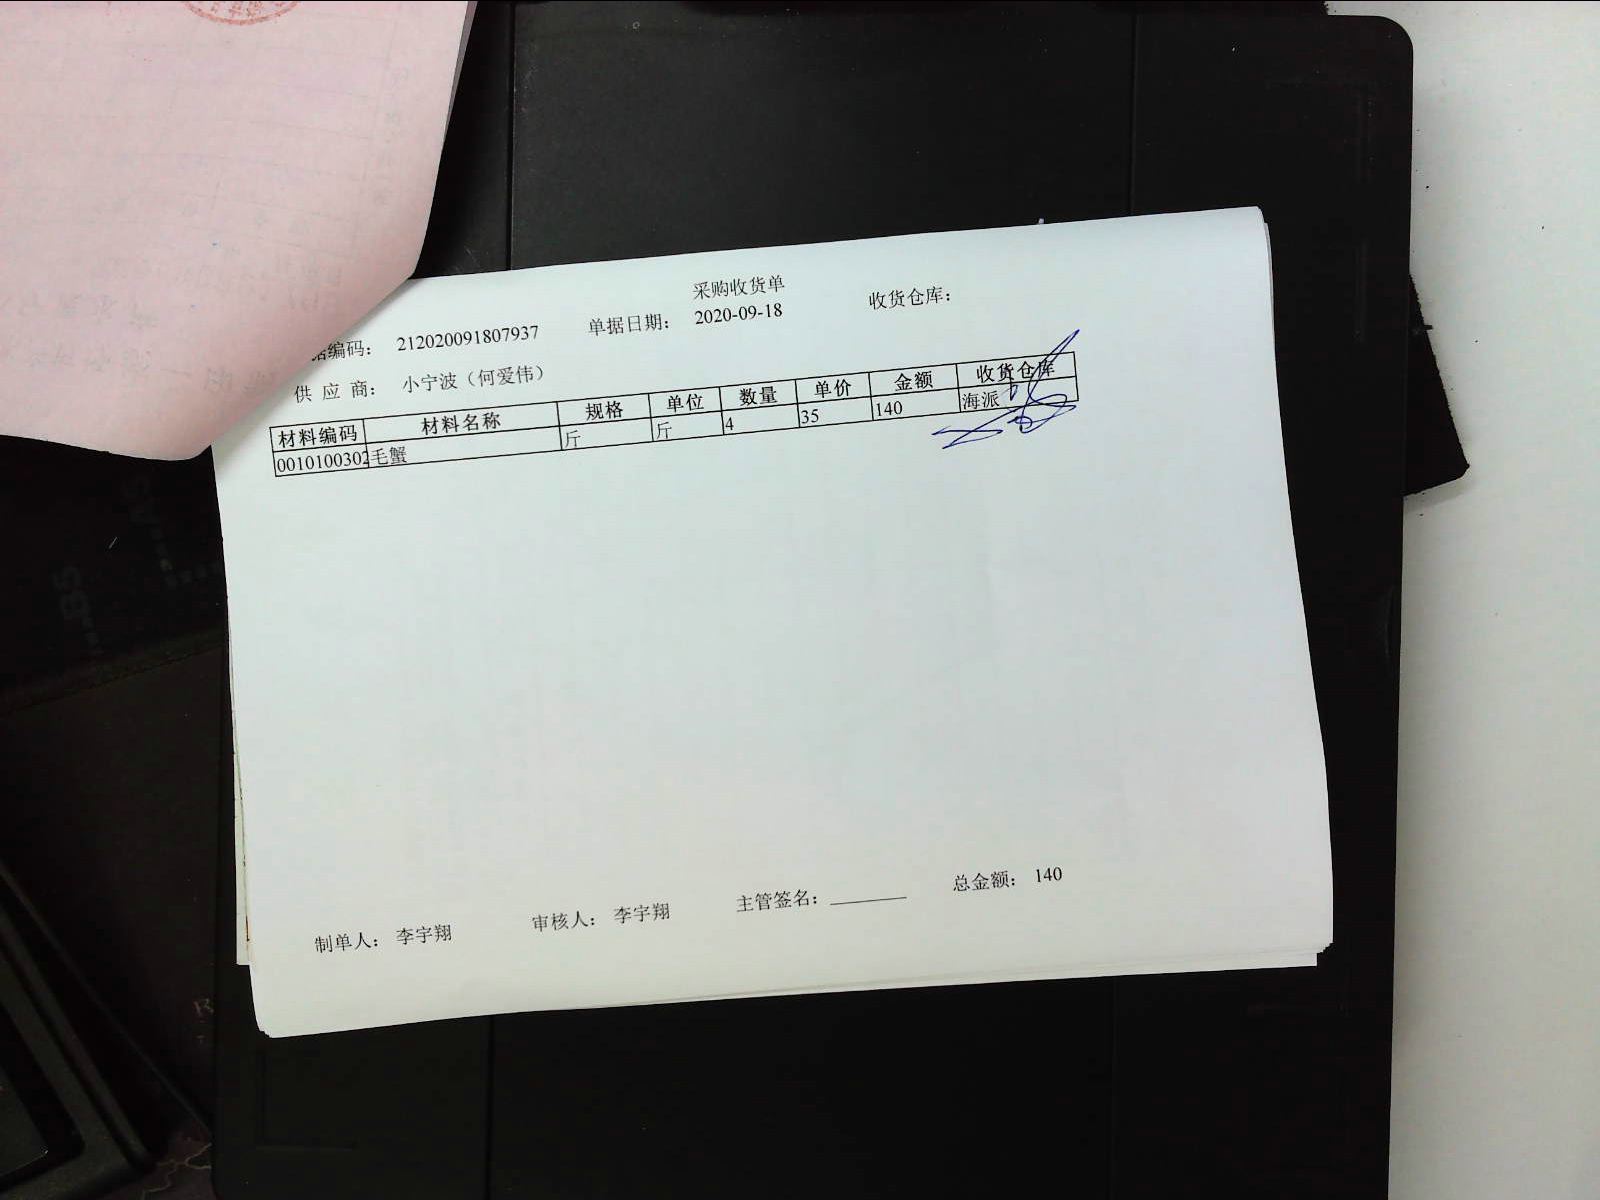 采购收货单
据编码： 212020091807937 单据日期： 2020-09-18 收货仓库：
供 应 商： 小宁波（何爱伟）
材料编码 材料名称 规格 单位 数量 单价 金额 收货仓库
0010100302 毛蟹 斤 斤 4 35 140 海派
制单人： 李宇翔 审核人： 李宇翔 主管签名： 总金额： 140